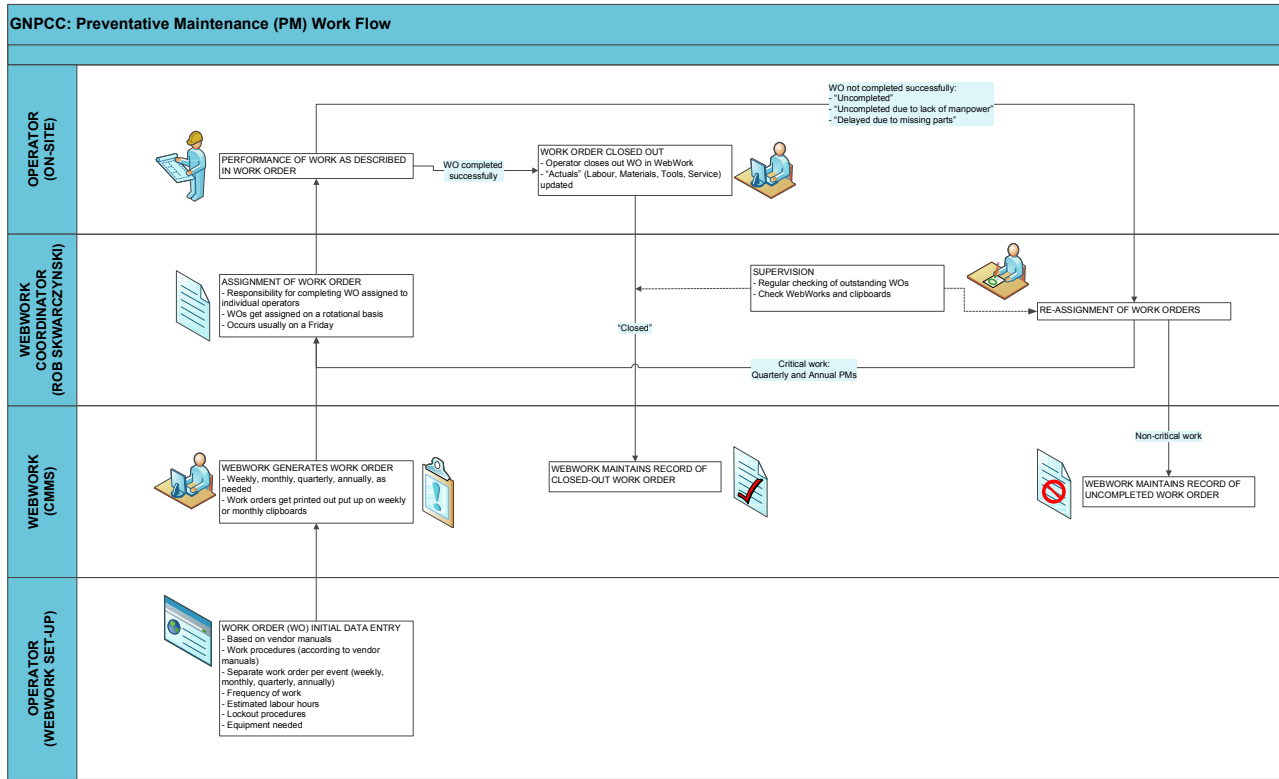 GNPCC: Preventative Maintenance (PM) Work Flow
OPERATOR
(ON-SITE)
WO not completed successfully:
- “Uncompleted”
- “Uncompleted due to lack of manpower”
- “Delayed due to missing parts”
PERFORMANCE OF WORK AS DESCRIBED
IN WORK ORDER
WO completed
successfully
WORK ORDER CLOSED OUT
- Operator closes out WO in WebWork
- “Actuals” (Labour, Materials, Tools, Service)
updated
WEBWORK
COORDINATOR
(ROB SKWARCZYNSKI)
ASSIGNMENT OF WORK ORDER
- Responsibility for completing WO assigned to
individual operators
- WOs get assigned on a rotational basis
- Occurs usually on a Friday
SUPERVISION
- Regular checking of outstanding WOs
- Check WebWorks and clipboards
RE-ASSIGNMENT OF WORK ORDERS
“Closed”
Critical work:
Quarterly and Annual PMs
WEBWORK
(CMMS)
WEBWORK GENERATES WORK ORDER
- Weekly, monthly, quarterly, annually, as
needed
- Work orders get printed out put up on weekly
or monthly clipboards
WEBWORK MAINTAINS RECORD OF
CLOSED-OUT WORK ORDER
Non-critical work
WEBWORK MAINTAINS RECORD OF
UNCOMPLETED WORK ORDER
OPERATOR
(WEBWORK SET-UP)
WORK ORDER (WO) INITIAL DATA ENTRY
- Based on vendor manuals
- Work procedures (according to vendor
manuals)
- Separate work order per event (weekly,
monthly, quarterly, annually)
- Frequency of work
- Estimated labour hours
- Lockout procedures
- Equipment needed